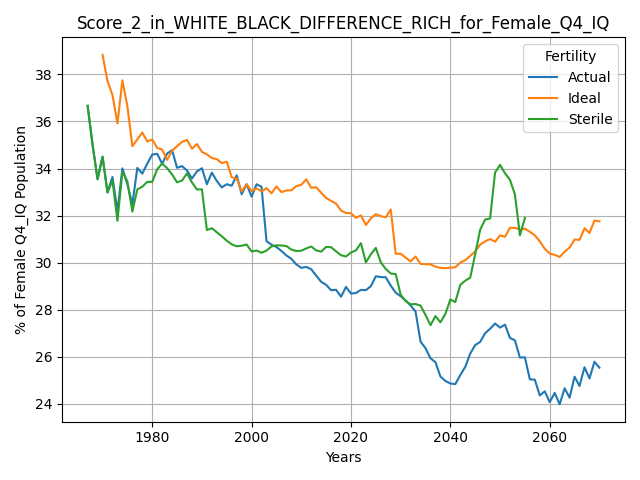 Score_2_in_WHITE_BLACK_DIFFERENCE_RICH_for_Female_Q4_IQ
% of Female Q4_IQ Population
38
36
34
32
30
28
26
24
Fertility
Actual
Ideal
Sterile
1980 2000 2020 2040 2060
Years